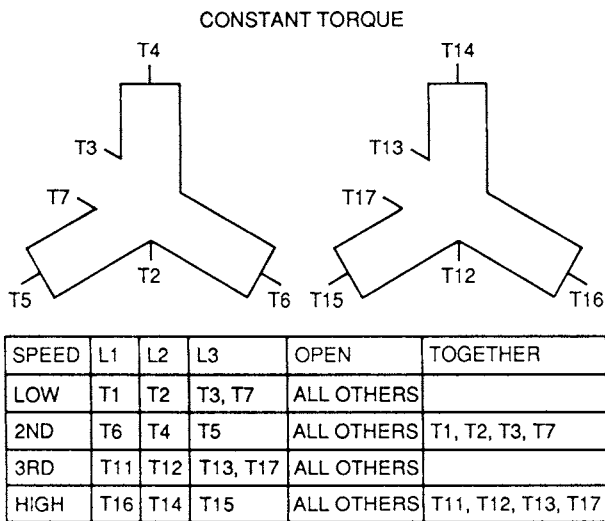 CONSTANT TORQUE
T4 T14
T3 T13
T7 T17
T2 T12
T5 T6 T15 T16
SPEED L1 L2 L3 OPEN TOGETHER
LOW T1 T2 T3, T7 ALL OTHERS
2ND T6 T4 T5 ALL OTHERS T1, T2, T3, T7
3RD T11 T12 T13, T17 ALL OTHERS
HIGH T16 T14 T15 ALL OTHERS T11, T12, T13, T17